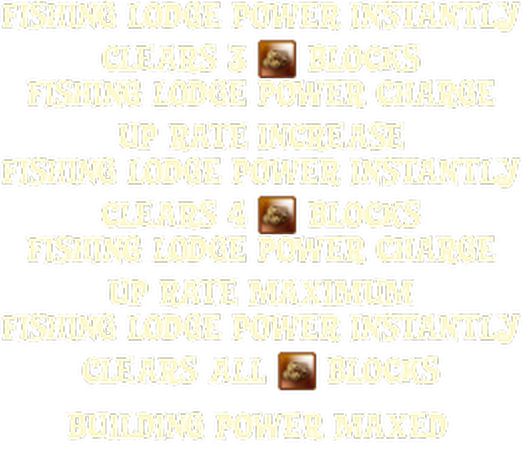 FISHING LODGE POWER INSTANTLY
CLEARS 3 BLOCKS
FISHING LODGE POWER CHARGE
UP RATE INCREASE
FISHING LODGE POWER INSTANTLY
CLEARS 4 BLOCKS
FISHING LODGE POWER CHARGE
UP RATE MAXIMUM
FISHING LODGE POWER INSTANTLY
CLEARS ALL BLOCKS
BUILDING POWER MAXED